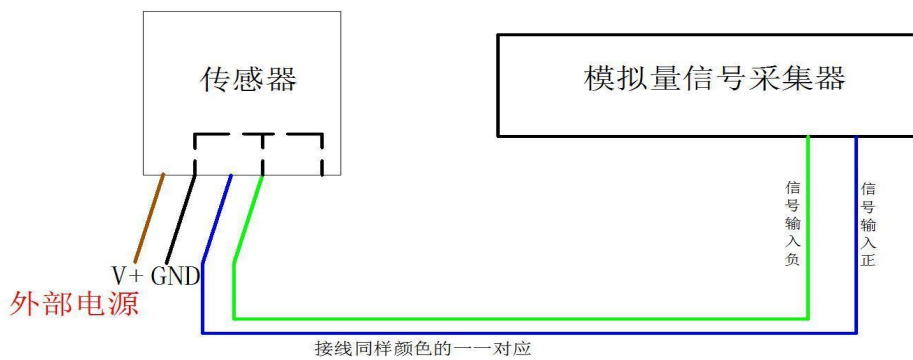 传感器
模拟量信号采集器
信号输入负
信号输入正
V+ GND
外部电源
接线同样颜色的一一对应